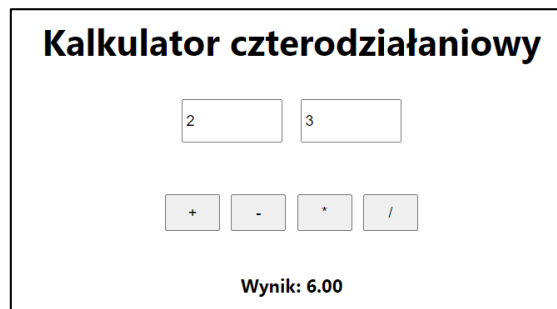 Kalkulator czterodziałaniowy
2 3
+ - * /
Wynik: 6.00